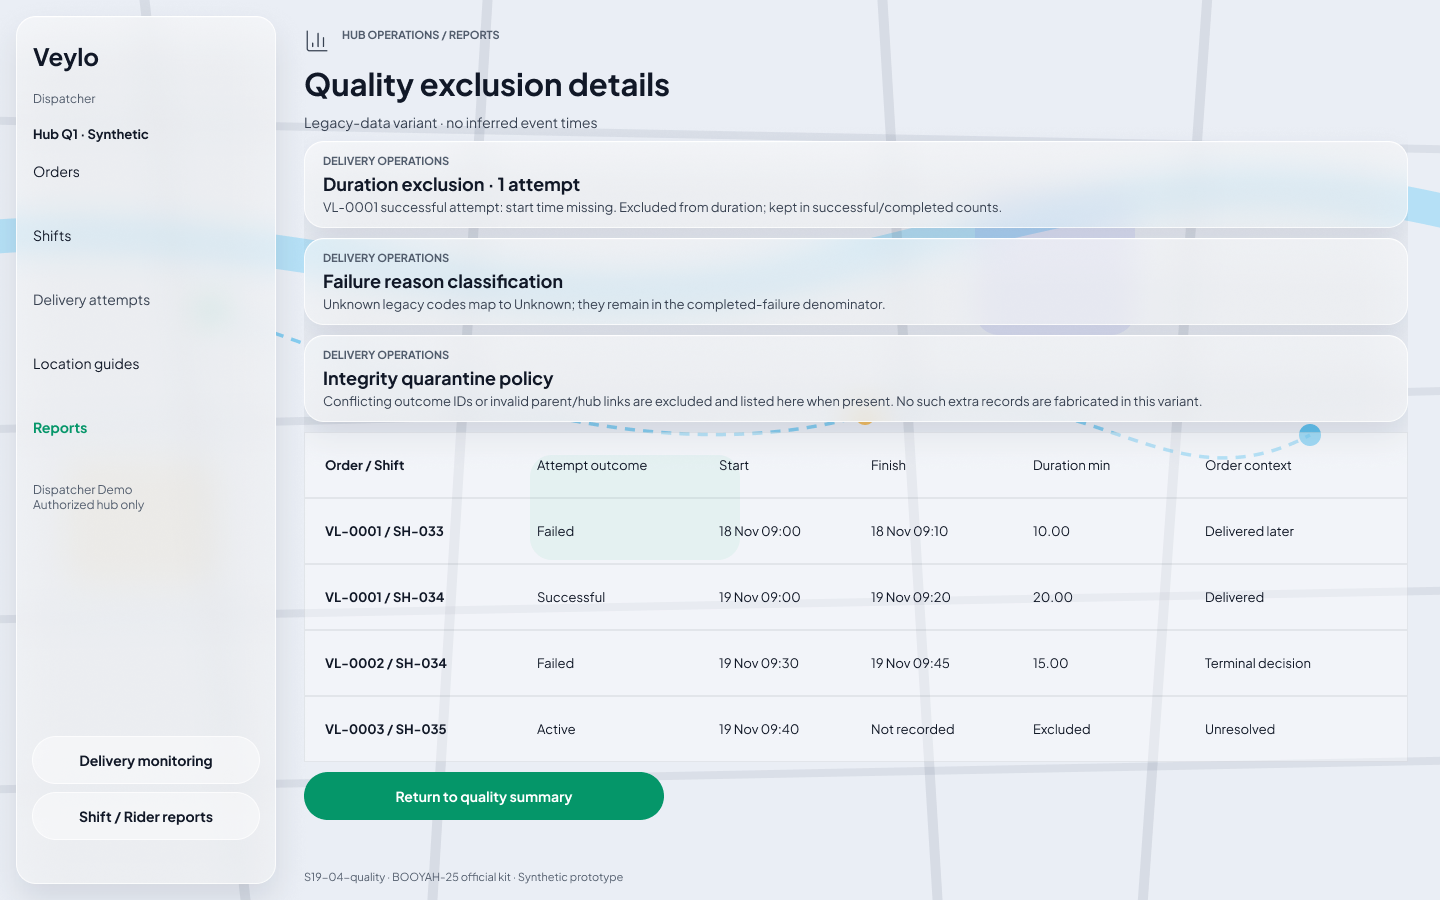 Veylo
Dispatcher
Hub Q1 · Synthetic
Orders
Shifts
Delivery attempts
Location guides
Reports
Dispatcher Demo
Authorized hub only
Delivery monitoring
Shift / Rider reports
HUB OPERATIONS / REPORTS
Quality exclusion details
Legacy-data variant · no inferred event times
DELIVERY OPERATIONS
Duration exclusion · 1 attempt
VL-0001 successful attempt: start time missing. Excluded from duration; kept in successful/completed counts.
DELIVERY OPERATIONS
Failure reason classification
Unknown legacy codes map to Unknown; they remain in the completed-failure denominator.
DELIVERY OPERATIONS
Integrity quarantine policy
Conflicting outcome IDs or invalid parent/hub links are excluded and listed here when present. No such extra records are fabricated in this variant.
Order / Shift Attempt outcome Start Finish Duration min Order context
VL-0001 / SH-033 Failed 18 Nov 09:00 18 Nov 09:10 10.00 Delivered later
VL-0001 / SH-034 Successful 19 Nov 09:00 19 Nov 09:20 20.00 Delivered
VL-0002 / SH-034 Failed 19 Nov 09:30 19 Nov 09:45 15.00 Terminal decision
VL-0003 / SH-035 Active 19 Nov 09:40 Not recorded Excluded Unresolved
Return to quality summary
S19-04-quality · BOOYAH-25 official kit · Synthetic prototype